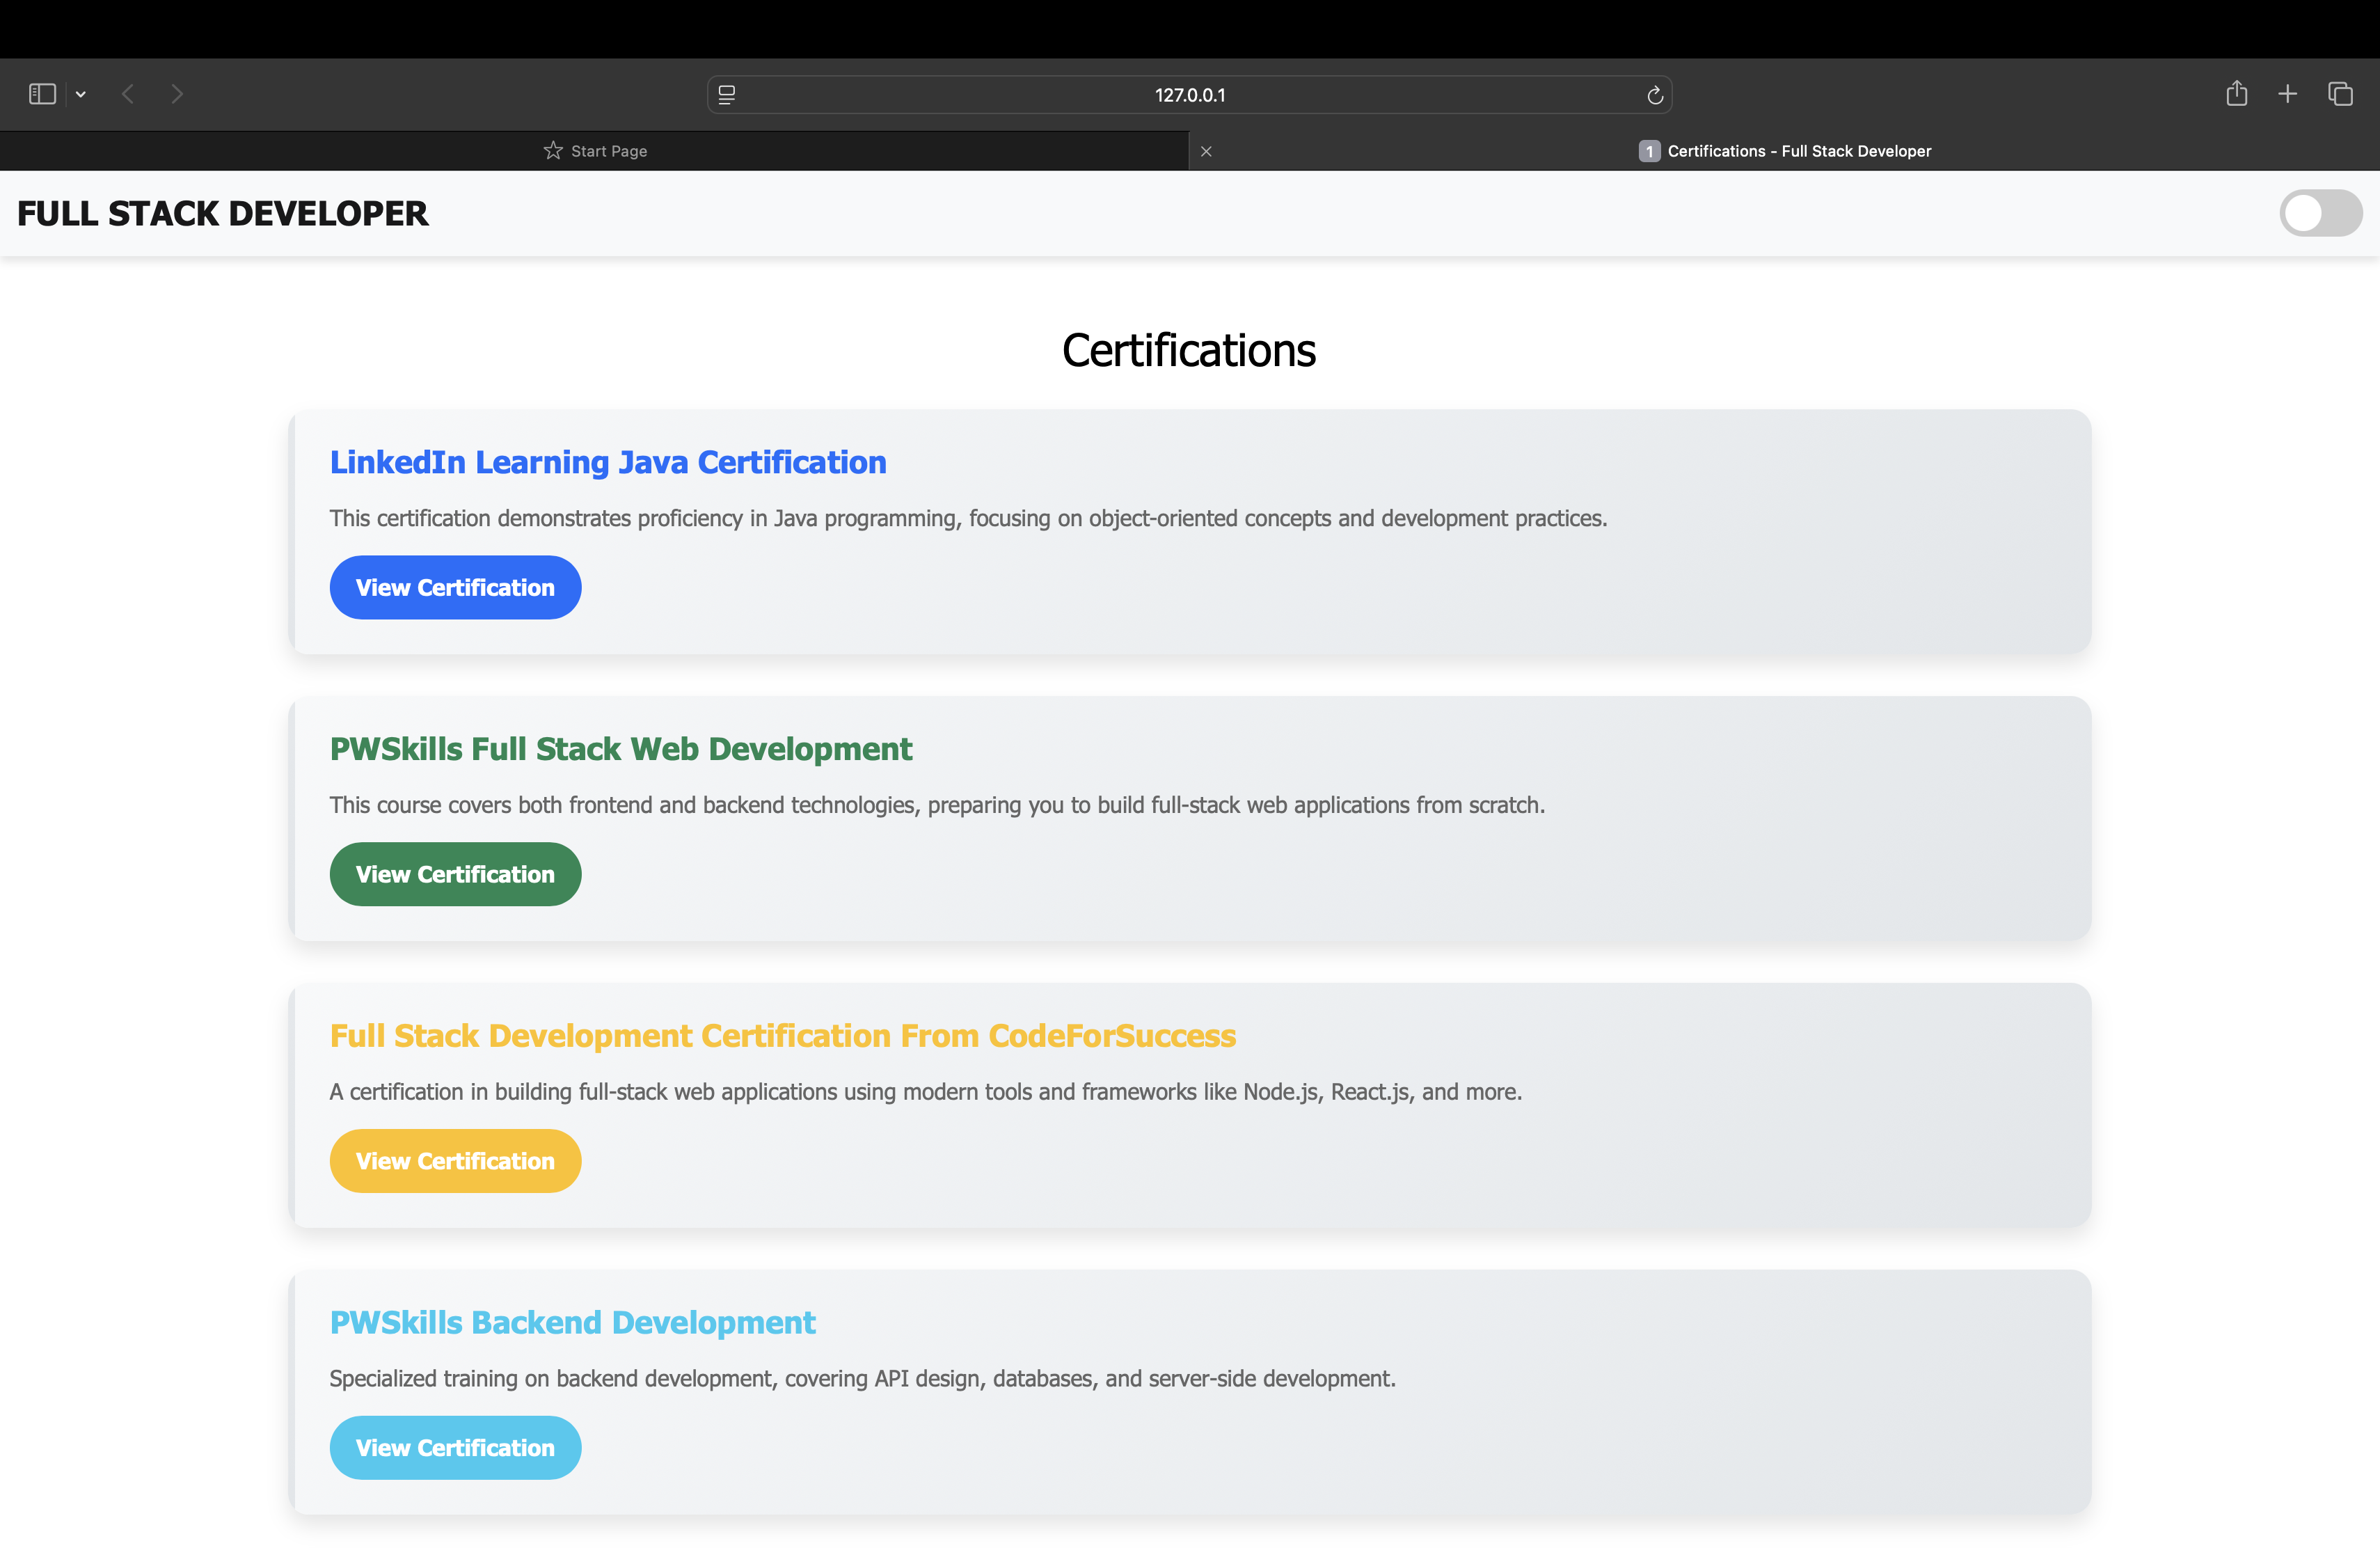 127.0.0.1
Start Page
1 Certifications - Full Stack Developer
FULL STACK DEVELOPER
Certifications
LinkedIn Learning Java Certification
This certification demonstrates proficiency in Java programming, focusing on object-oriented concepts and development practices.
View Certification
PWSkills Full Stack Web Development
This course covers both frontend and backend technologies, preparing you to build full-stack web applications from scratch.
View Certification
Full Stack Development Certification From CodeForSuccess
A certification in building full-stack web applications using modern tools and frameworks like Node.js, React.js, and more.
View Certification
PWSkills Backend Development
Specialized training on backend development, covering API design, databases, and server-side development.
View Certification